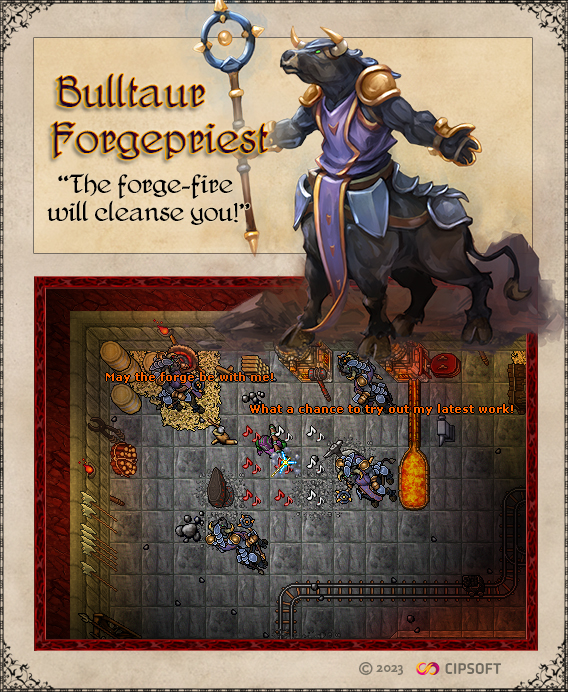 Bulltaur
Forgepriest
“The forge-fire
will cleanse you!”
May the forge be with me!
What a chance to try out my latest work!
© 2023 CIPSOFT